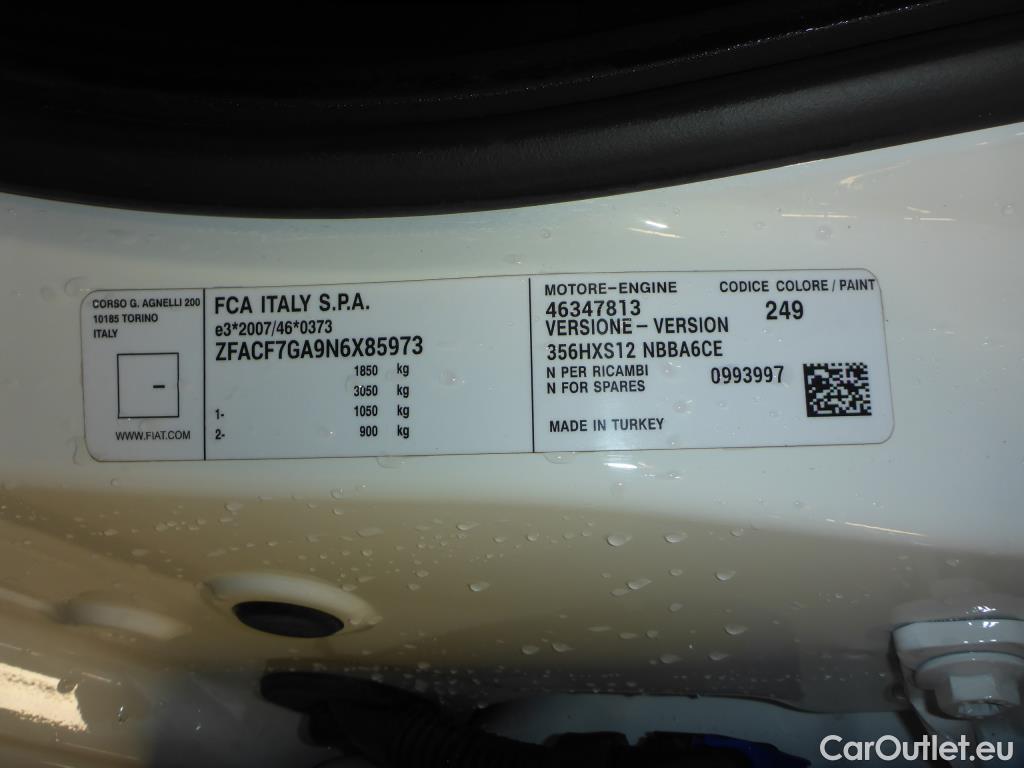 CORSO G. AGNELLI 200
10185 TORINO
ITALY
-
WWW.FIAT.COM
FCA ITALY S.P.A.
e3*2007/46*0373
ZFACF7GA9N6X85973
1850 kg
3050 kg
1- 1050 kg
2- 900 kg
MOTORE-ENGINE
46347813
VERSIONE - VERSION
356HXS12 NBBA6CE
N PER RICAMBI
N FOR SPARES
0993997
MADE IN TURKEY
CODICE COLORE / PAINT
249
CarOutlet.eu